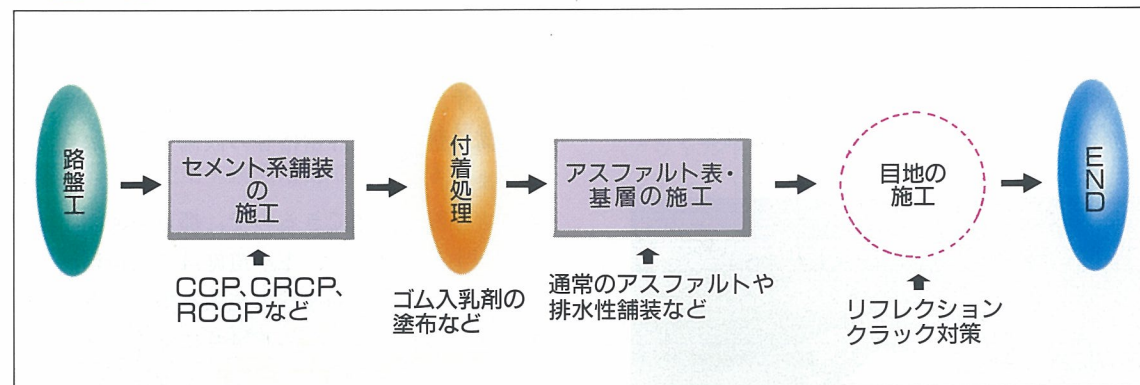 路盤工
セメント系舗装
の
施工
付着処理
アスファルト表・
基層の施工
目地の
施工
END
CCP、CRCP、
RCCPなど
ゴム入乳剤の
塗布など
通常のアスファルトや
排水性舗装など
リフレクション
クラック対策